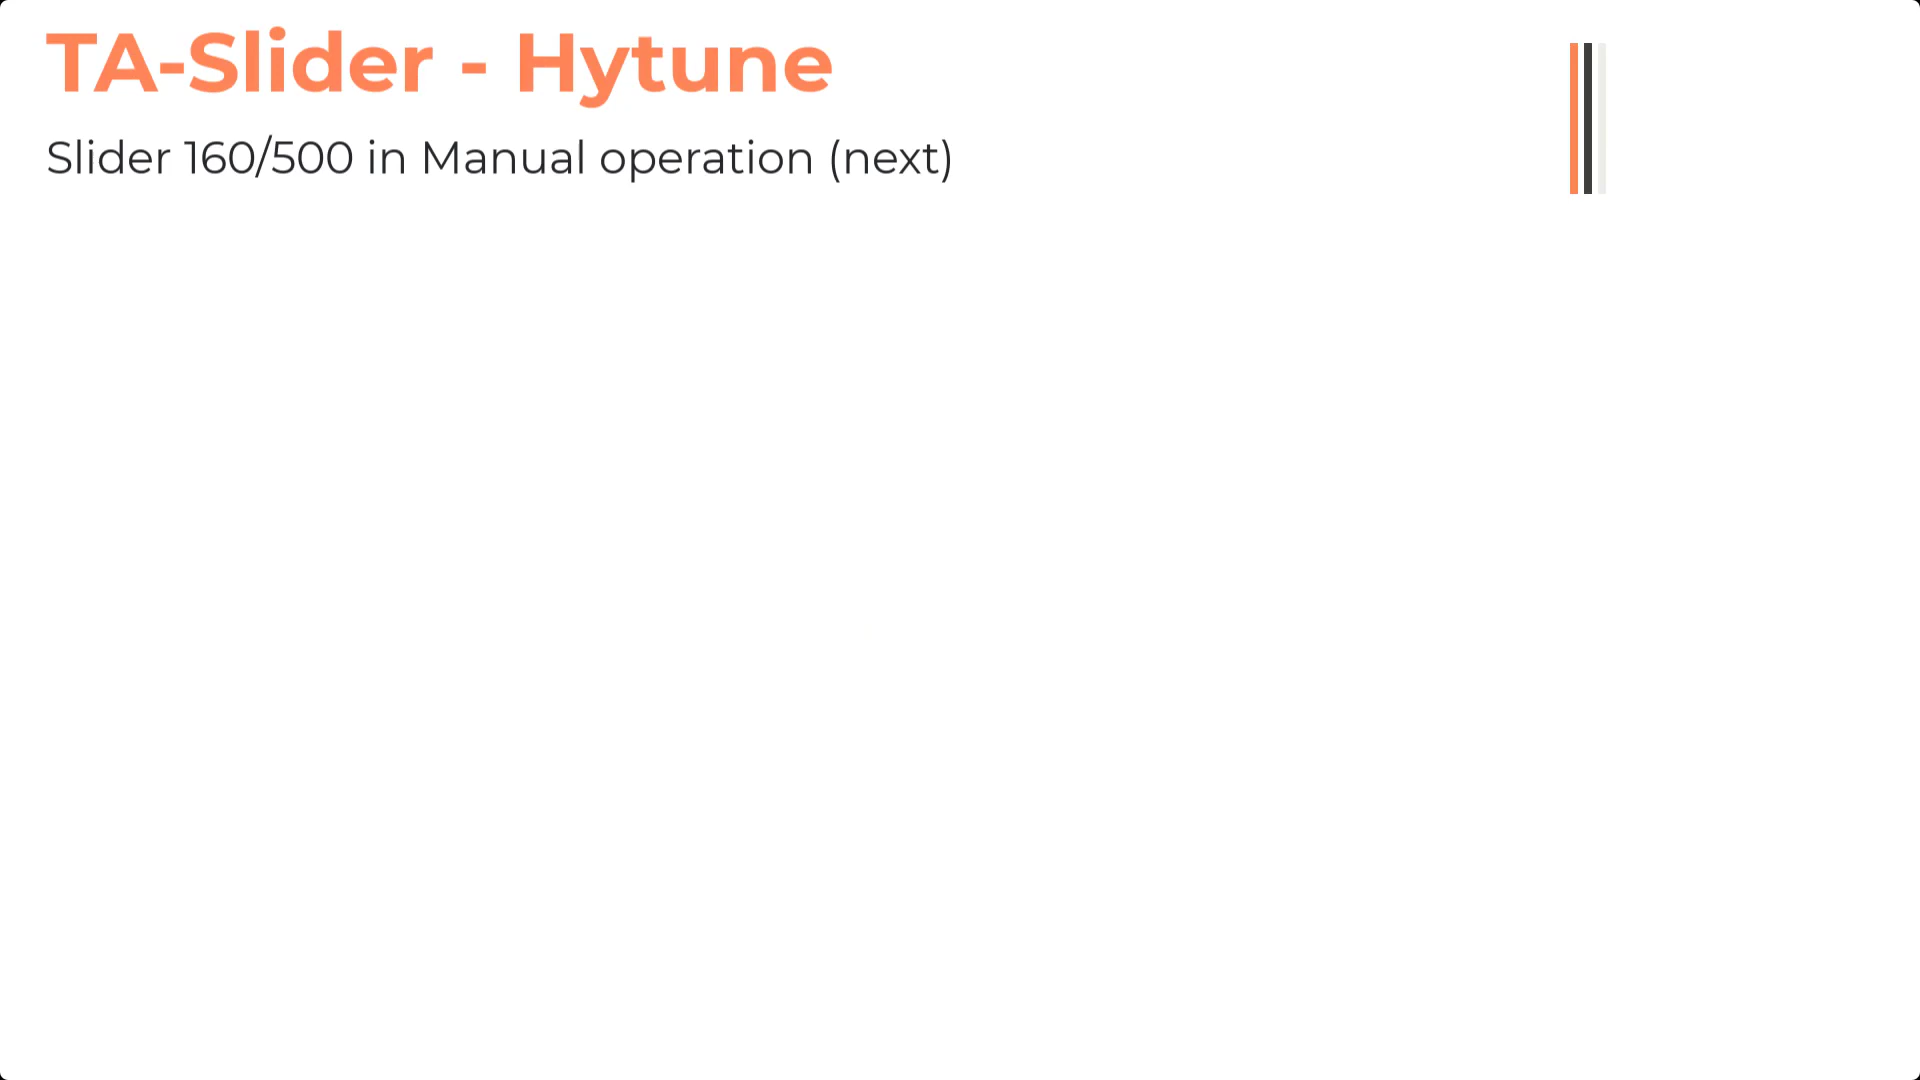 TA-Slider - Hytune
Slider 160/500 in Manual operation (next)